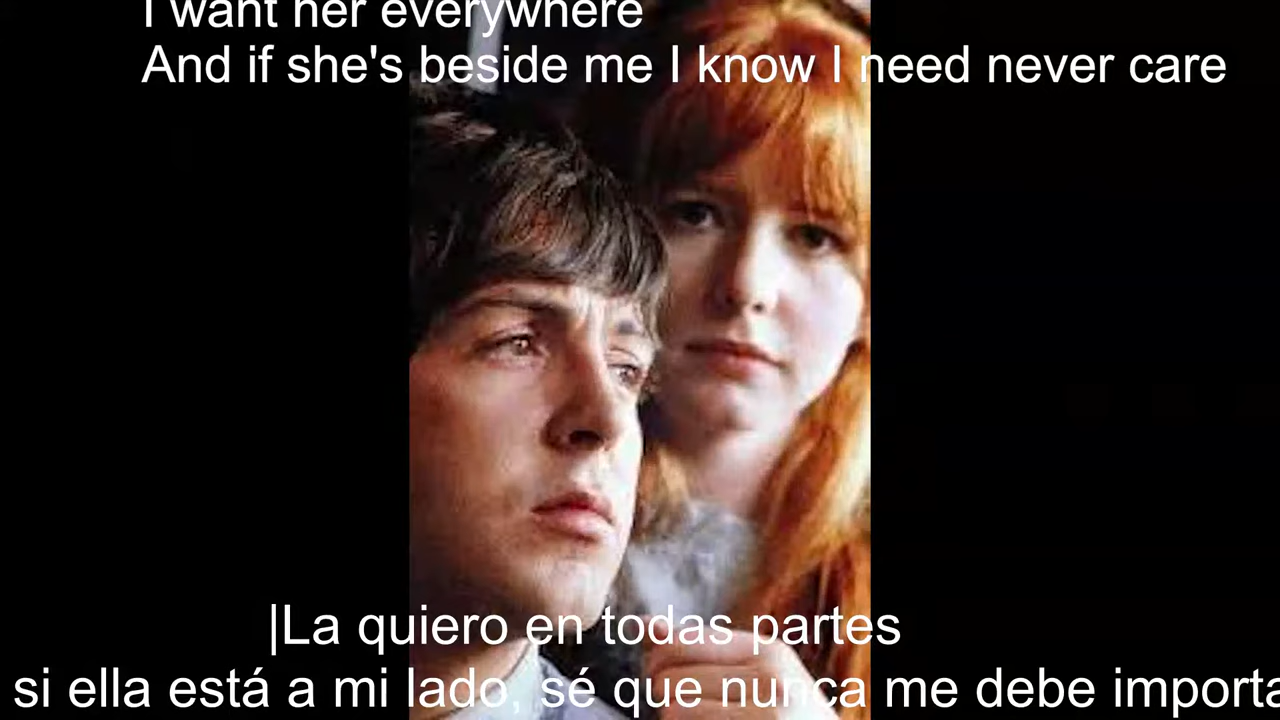 I want her everywhere
And if she's beside me I know I need never care
|La quiero en todas partes
si ella está a mi lado, sé que nunca me debe importa